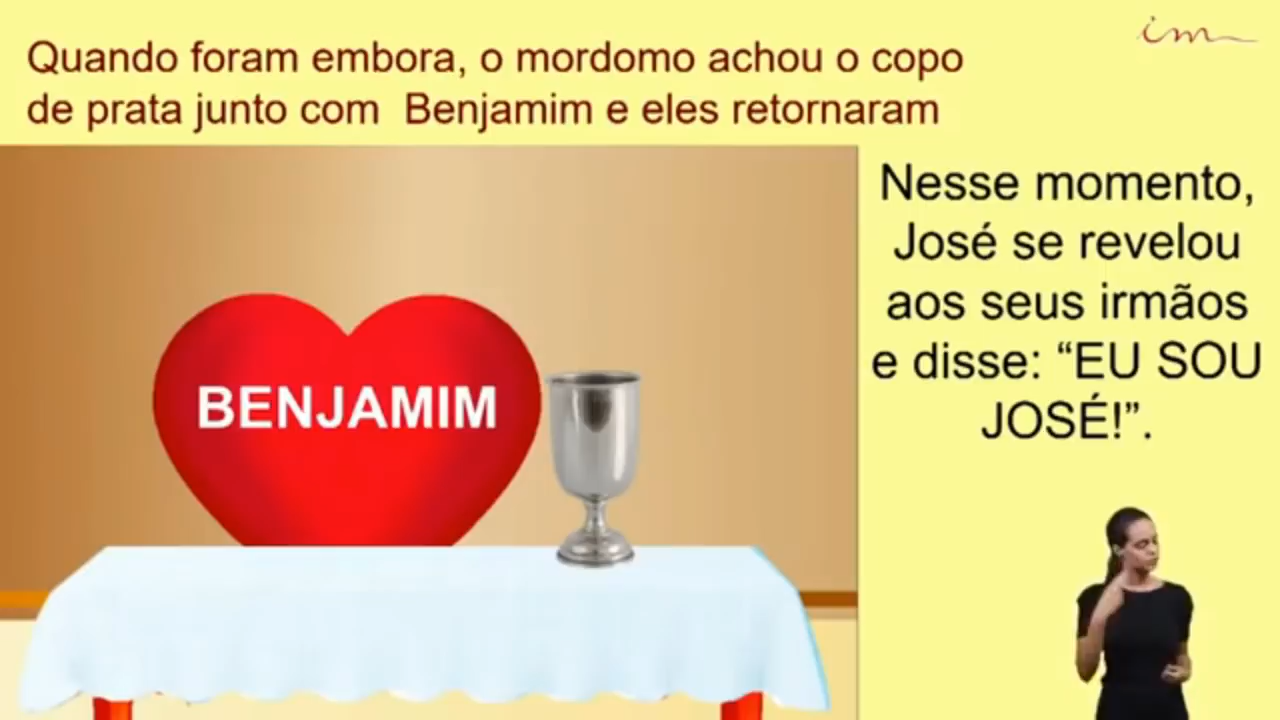 im
Quando foram embora, o mordomo achou o copo
de prata junto com  Benjamim e eles retornaram
Nesse momento,
José se revelou
aos seus irmãos
e disse: “EU SOU
JOSÉ!”.
BENJAMIM